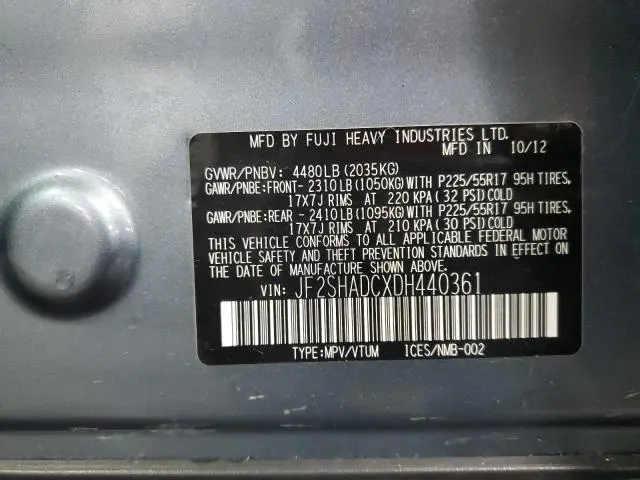 MFD BY FUJI HEAVY INDUSTRIES LTD.
MFD IN 10/12
GVWR/PNBV: 4480LB (2035KG)
GAWR/PNBE:FRONT- 2310LB (1050KG) WITH P225/55R17 95H TIRES,
17X7J RIMS AT 220 KPA (32 PSI) COLD
GAWR/PNBE:REAR - 2410LB (1095KG) WITH P225/55R17 95H TIRES,
17X7J RIMS AT 210 KPA (30 PSI) COLD
THIS VEHICLE CONFORMS TO ALL APPLICABLE FEDERAL MOTOR
VEHICLE SAFETY AND THEFT PREVENTION STANDARDS IN EFFECT ON
THE DATE OF MANUFACTURE SHOWN ABOVE.
VIN: JF2SHADCXDH440361
TYPE:MPV/VTUM ICES/NMB-002